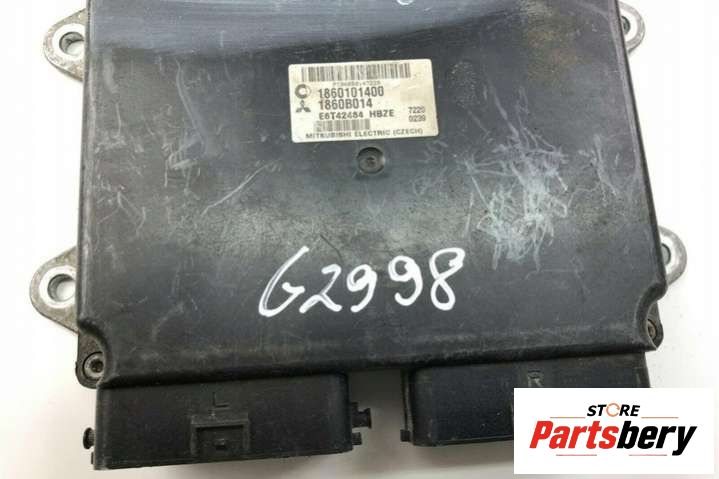 1860101400
1860B014
E6T42484 HBZE 7220
0239
MITSUBISHI ELECTRIC (CZECH)
G2998
L
R
STORE
Partsbery